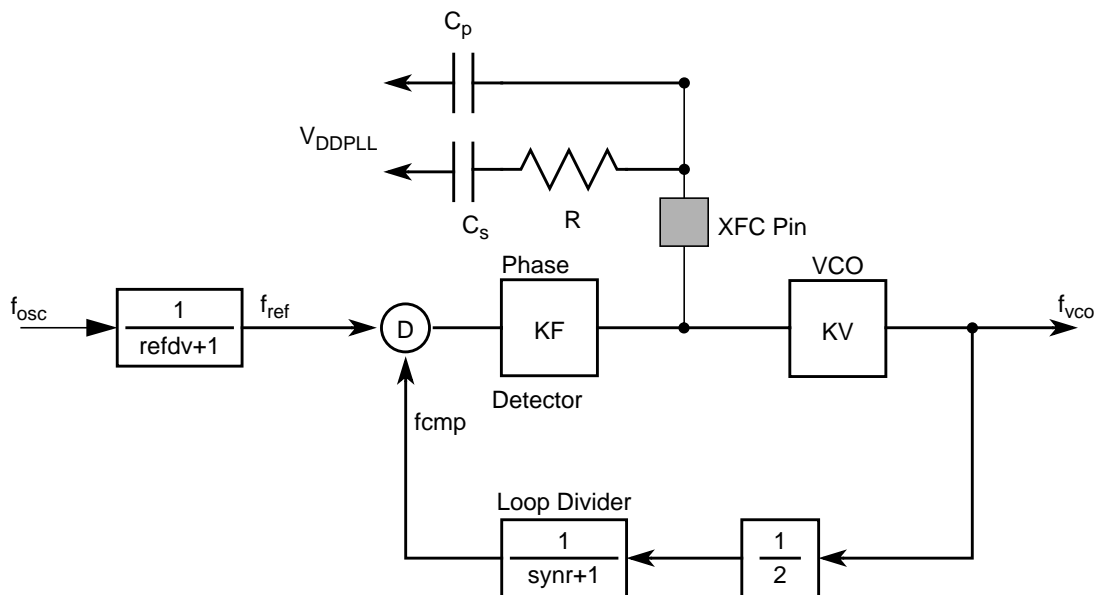 Cp
VDDPLL
Cs
R
XFC Pin
Phase
VCO
fosc
1
refdv+1
fref
D
KF
KV
fvco
Detector
fcmp
Loop Divider
1
synr+1
1
2